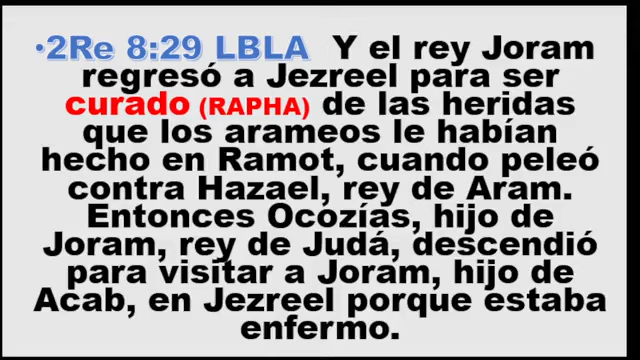 •2Re 8:29 LBLA Y el rey Joram
regresó a Jezreel para ser
curado (RAPHA) de las heridas
que los arameos le habían
hecho en Ramot, cuando peleó
contra Hazael, rey de Aram.
Entonces Ocozías, hijo de
Joram, rey de Judá, descendió
para visitar a Joram, hijo de
Acab, en Jezreel porque estaba
enfermo.